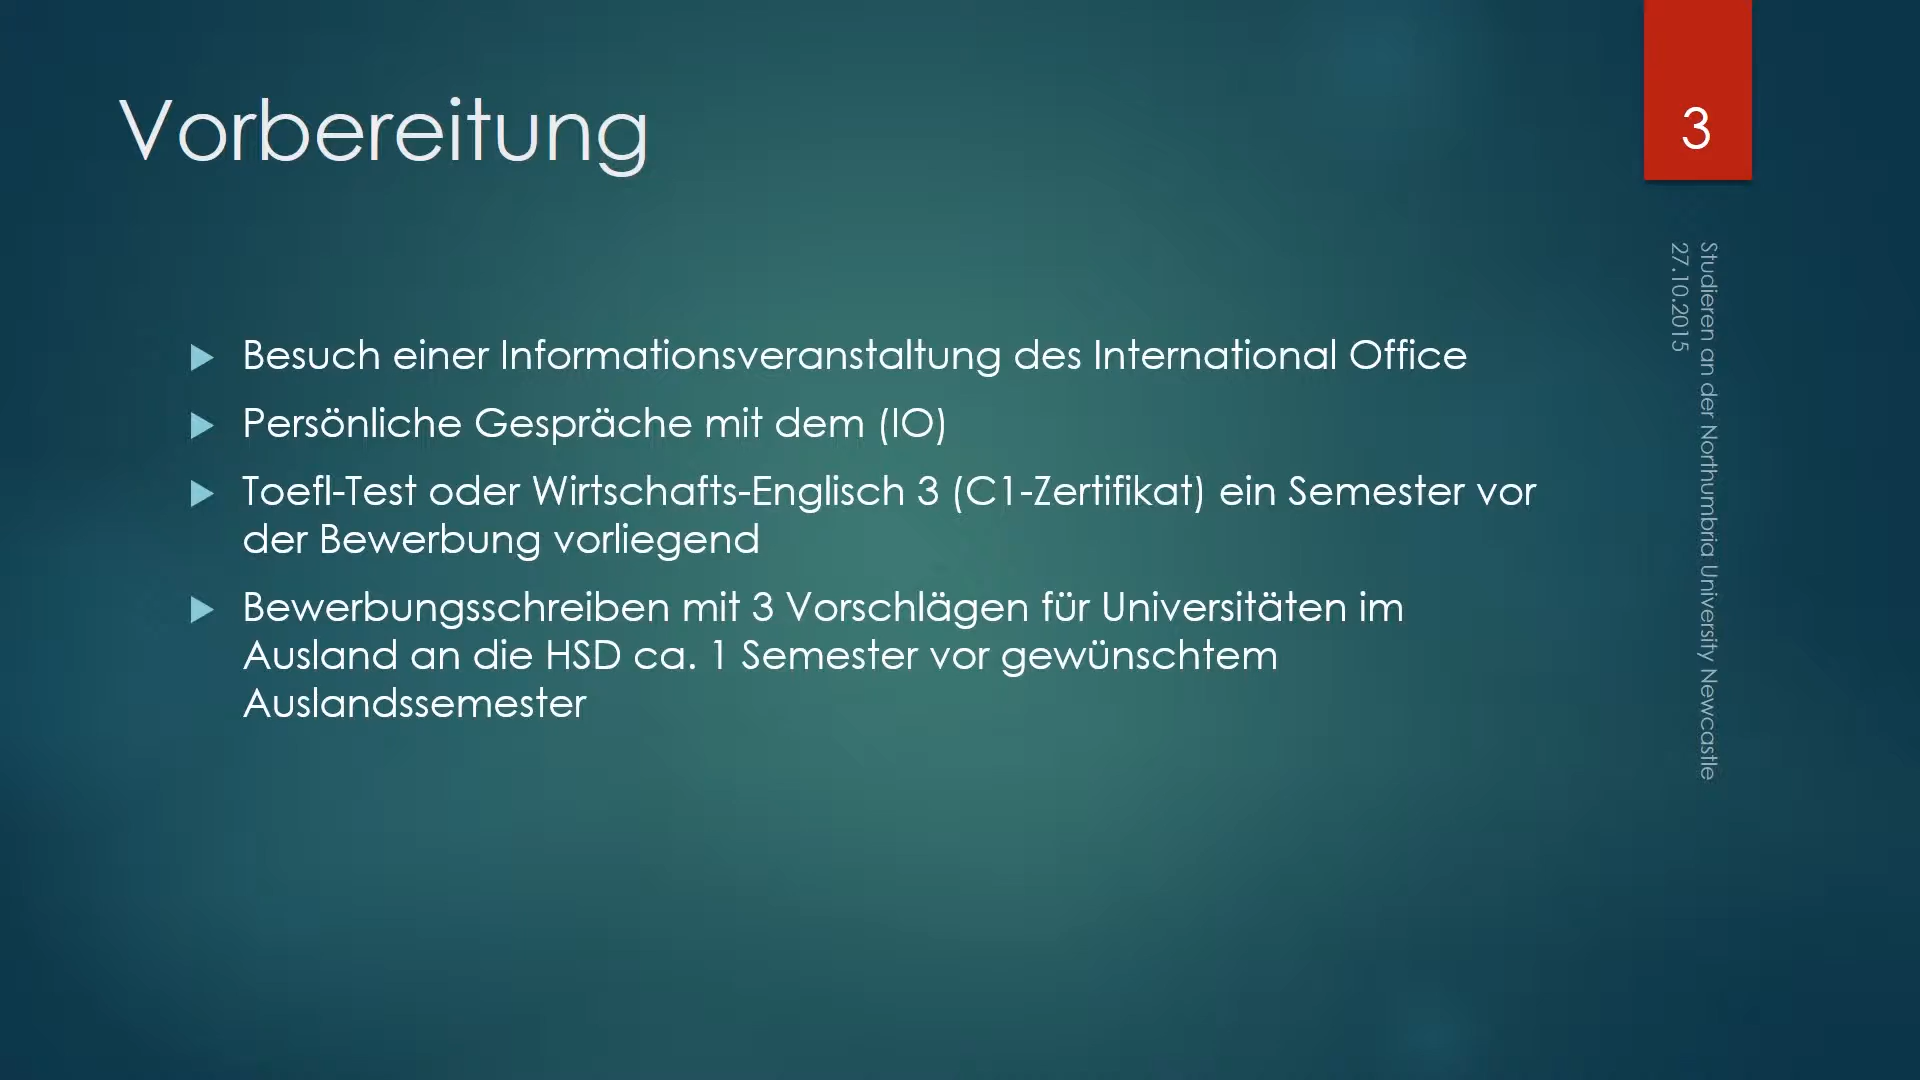 Vorbereitung
3
Besuch einer Informationsveranstaltung des International Office
Persönliche Gespräche mit dem (IO)
Toefl-Test oder Wirtschafts-Englisch 3 (C1-Zertifikat) ein Semester vor
der Bewerbung vorliegend
Bewerbungsschreiben mit 3 Vorschlägen für Universitäten im
Ausland an die HSD ca. 1 Semester vor gewünschtem
Auslandssemester
Studieren an der Northumbria University Newcastle
27.10.2015